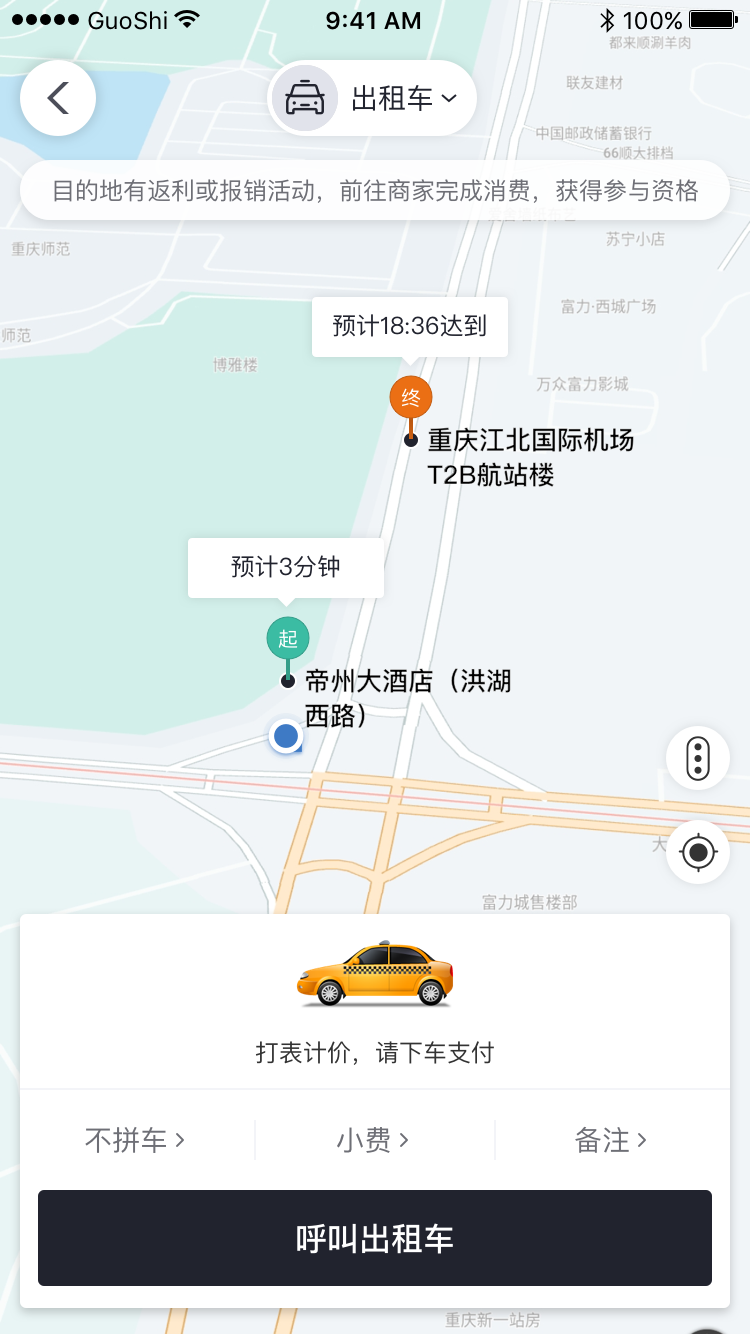 GuoShi
9:41 AM
100%
都来顺涮羊肉
联友建材
出租车
中国邮政储蓄银行
66顺大排档
目的地有返利或报销活动，前往商家完成消费，获得参与资格
苏宁小店
重庆师范
富力·西城广场
预计18:36达到
师范
博雅楼
万众富力影城
终
重庆江北国际机场
T2B航站楼
预计3分钟
起
帝州大酒店（洪湖
西路）
大
富力城售楼部
打表计价，请下车支付
不拼车
小费
备注
呼叫出租车
重庆新一站房